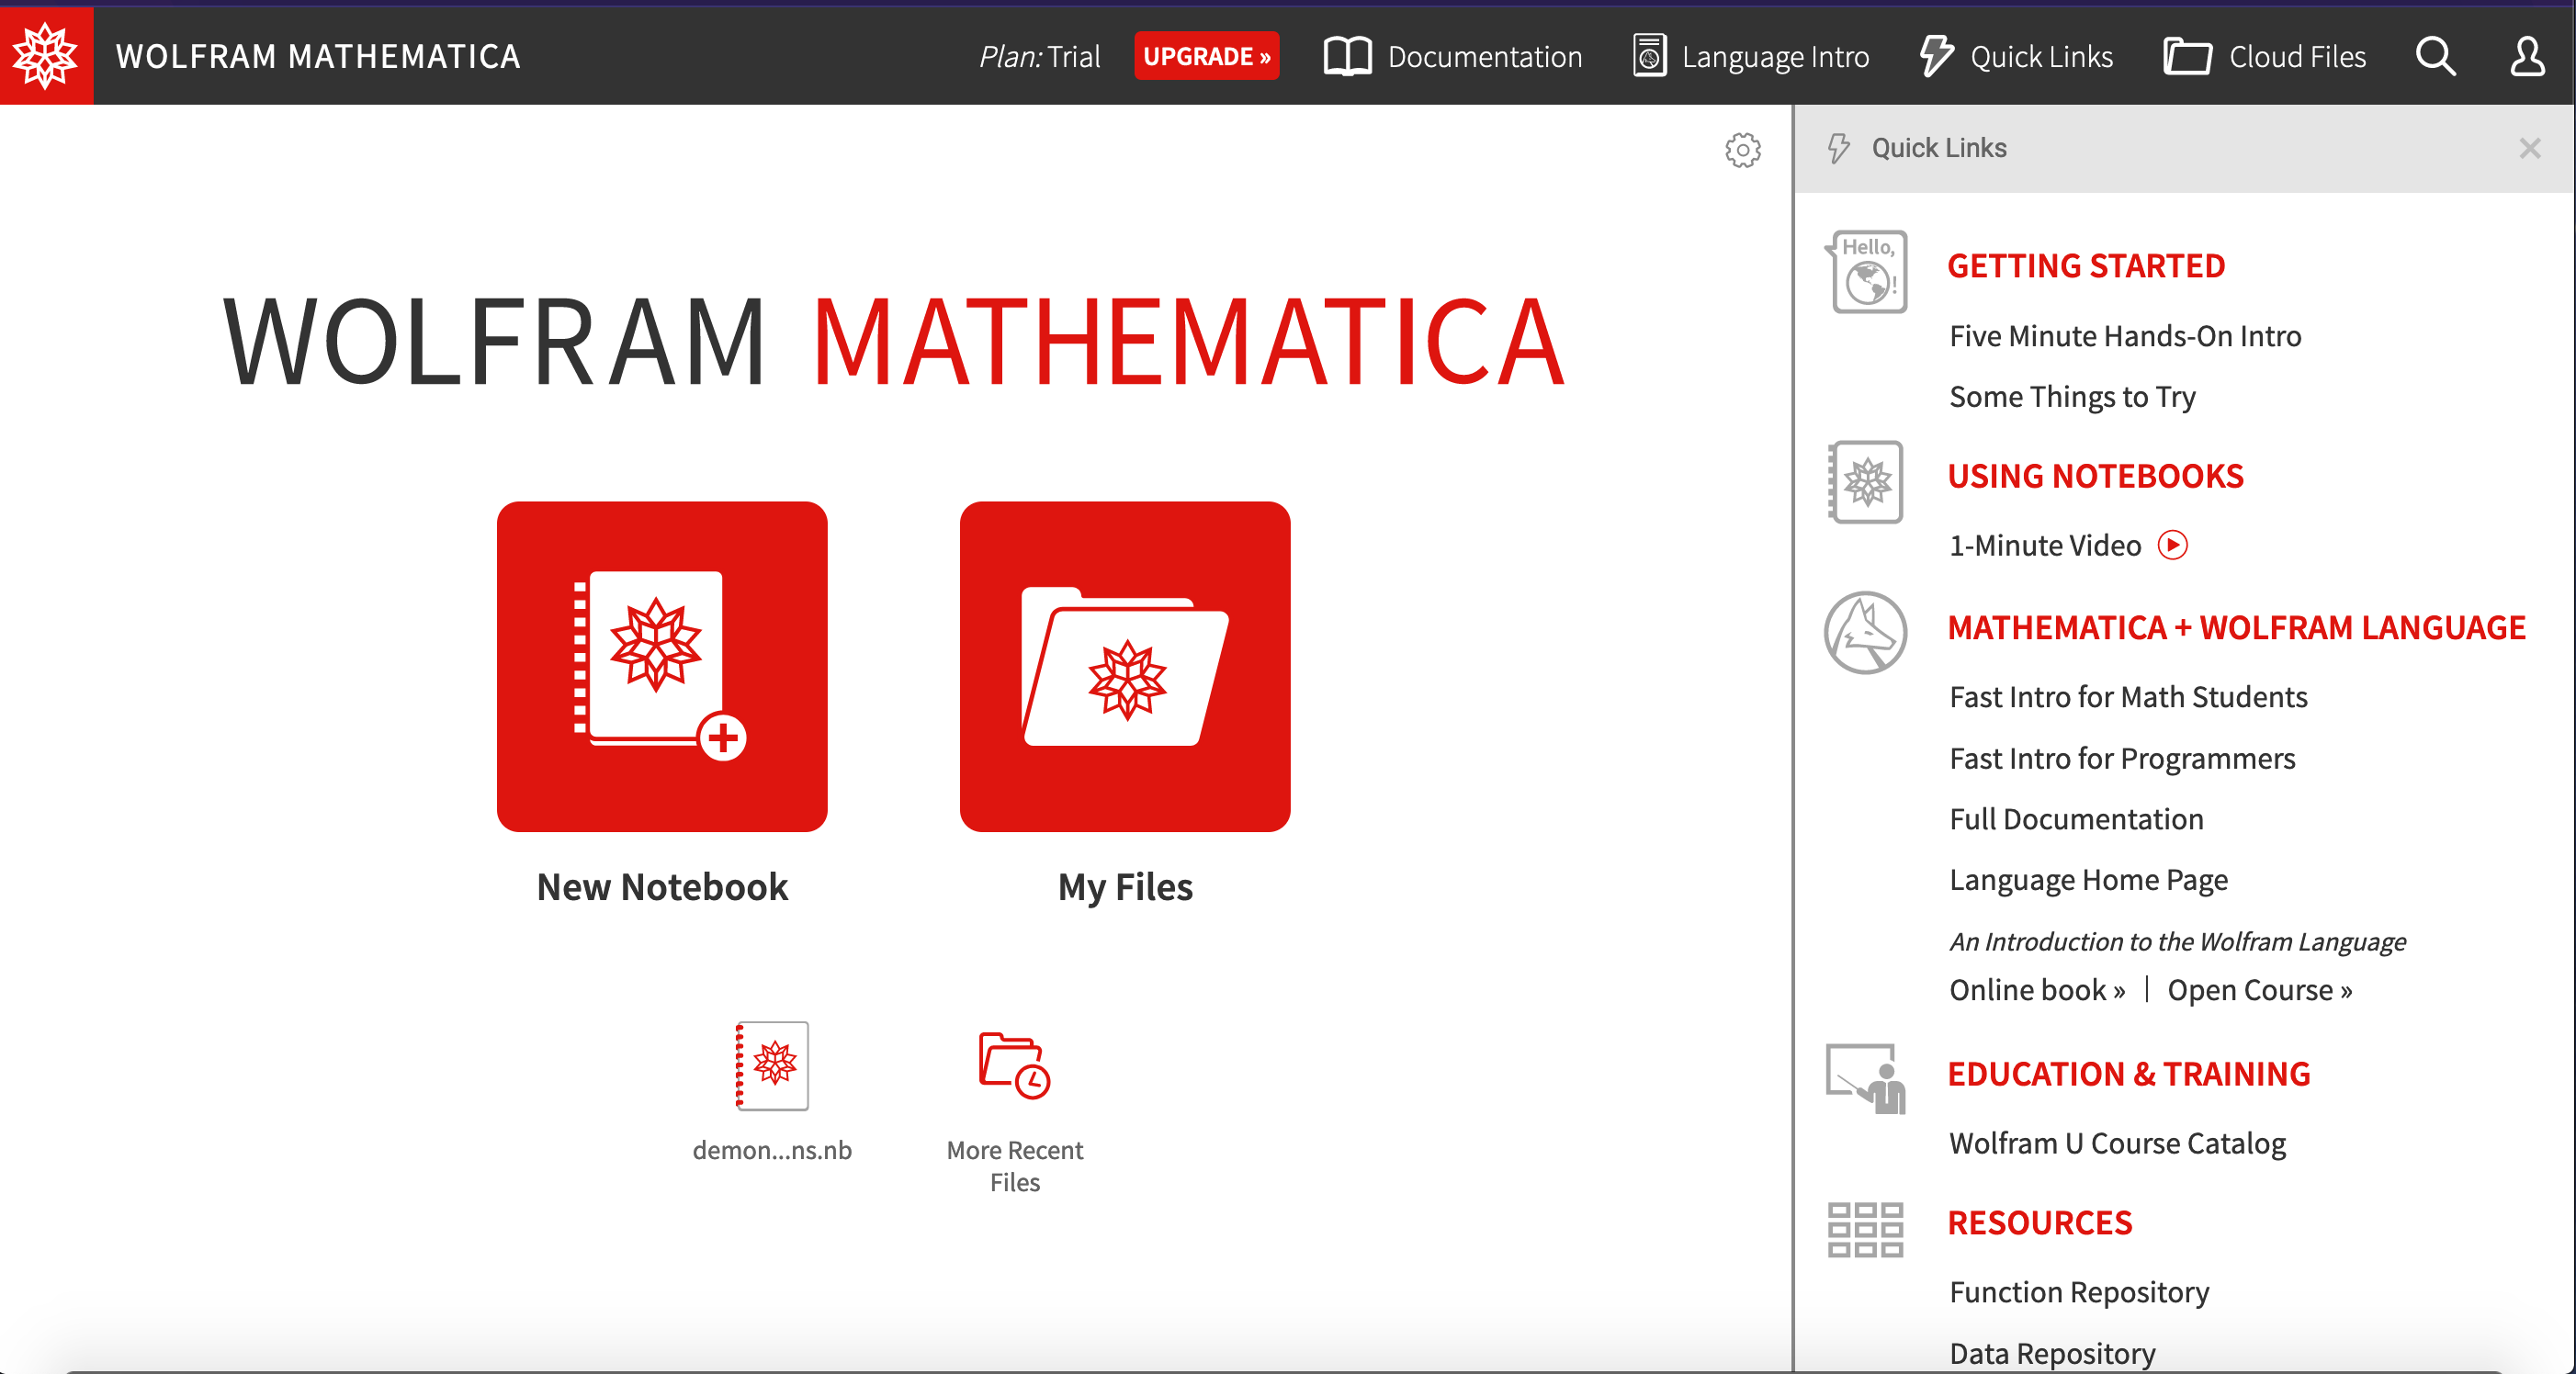 WOLFRAM MATHEMATICA
Plan: Trial
UPGRADE »
Documentation
Language Intro
Quick Links
Cloud Files
WOLFRAM MATHEMATICA
New Notebook
My Files
demon...ns.nb
More Recent
Files
Quick Links
Hello,
!
GETTING STARTED
Five Minute Hands-On Intro
Some Things to Try
USING NOTEBOOKS
1-Minute Video
MATHEMATICA + WOLFRAM LANGUAGE
Fast Intro for Math Students
Fast Intro for Programmers
Full Documentation
Language Home Page
An Introduction to the Wolfram Language
Online book » | Open Course »
EDUCATION & TRAINING
Wolfram U Course Catalog
RESOURCES
Function Repository
Data Repository